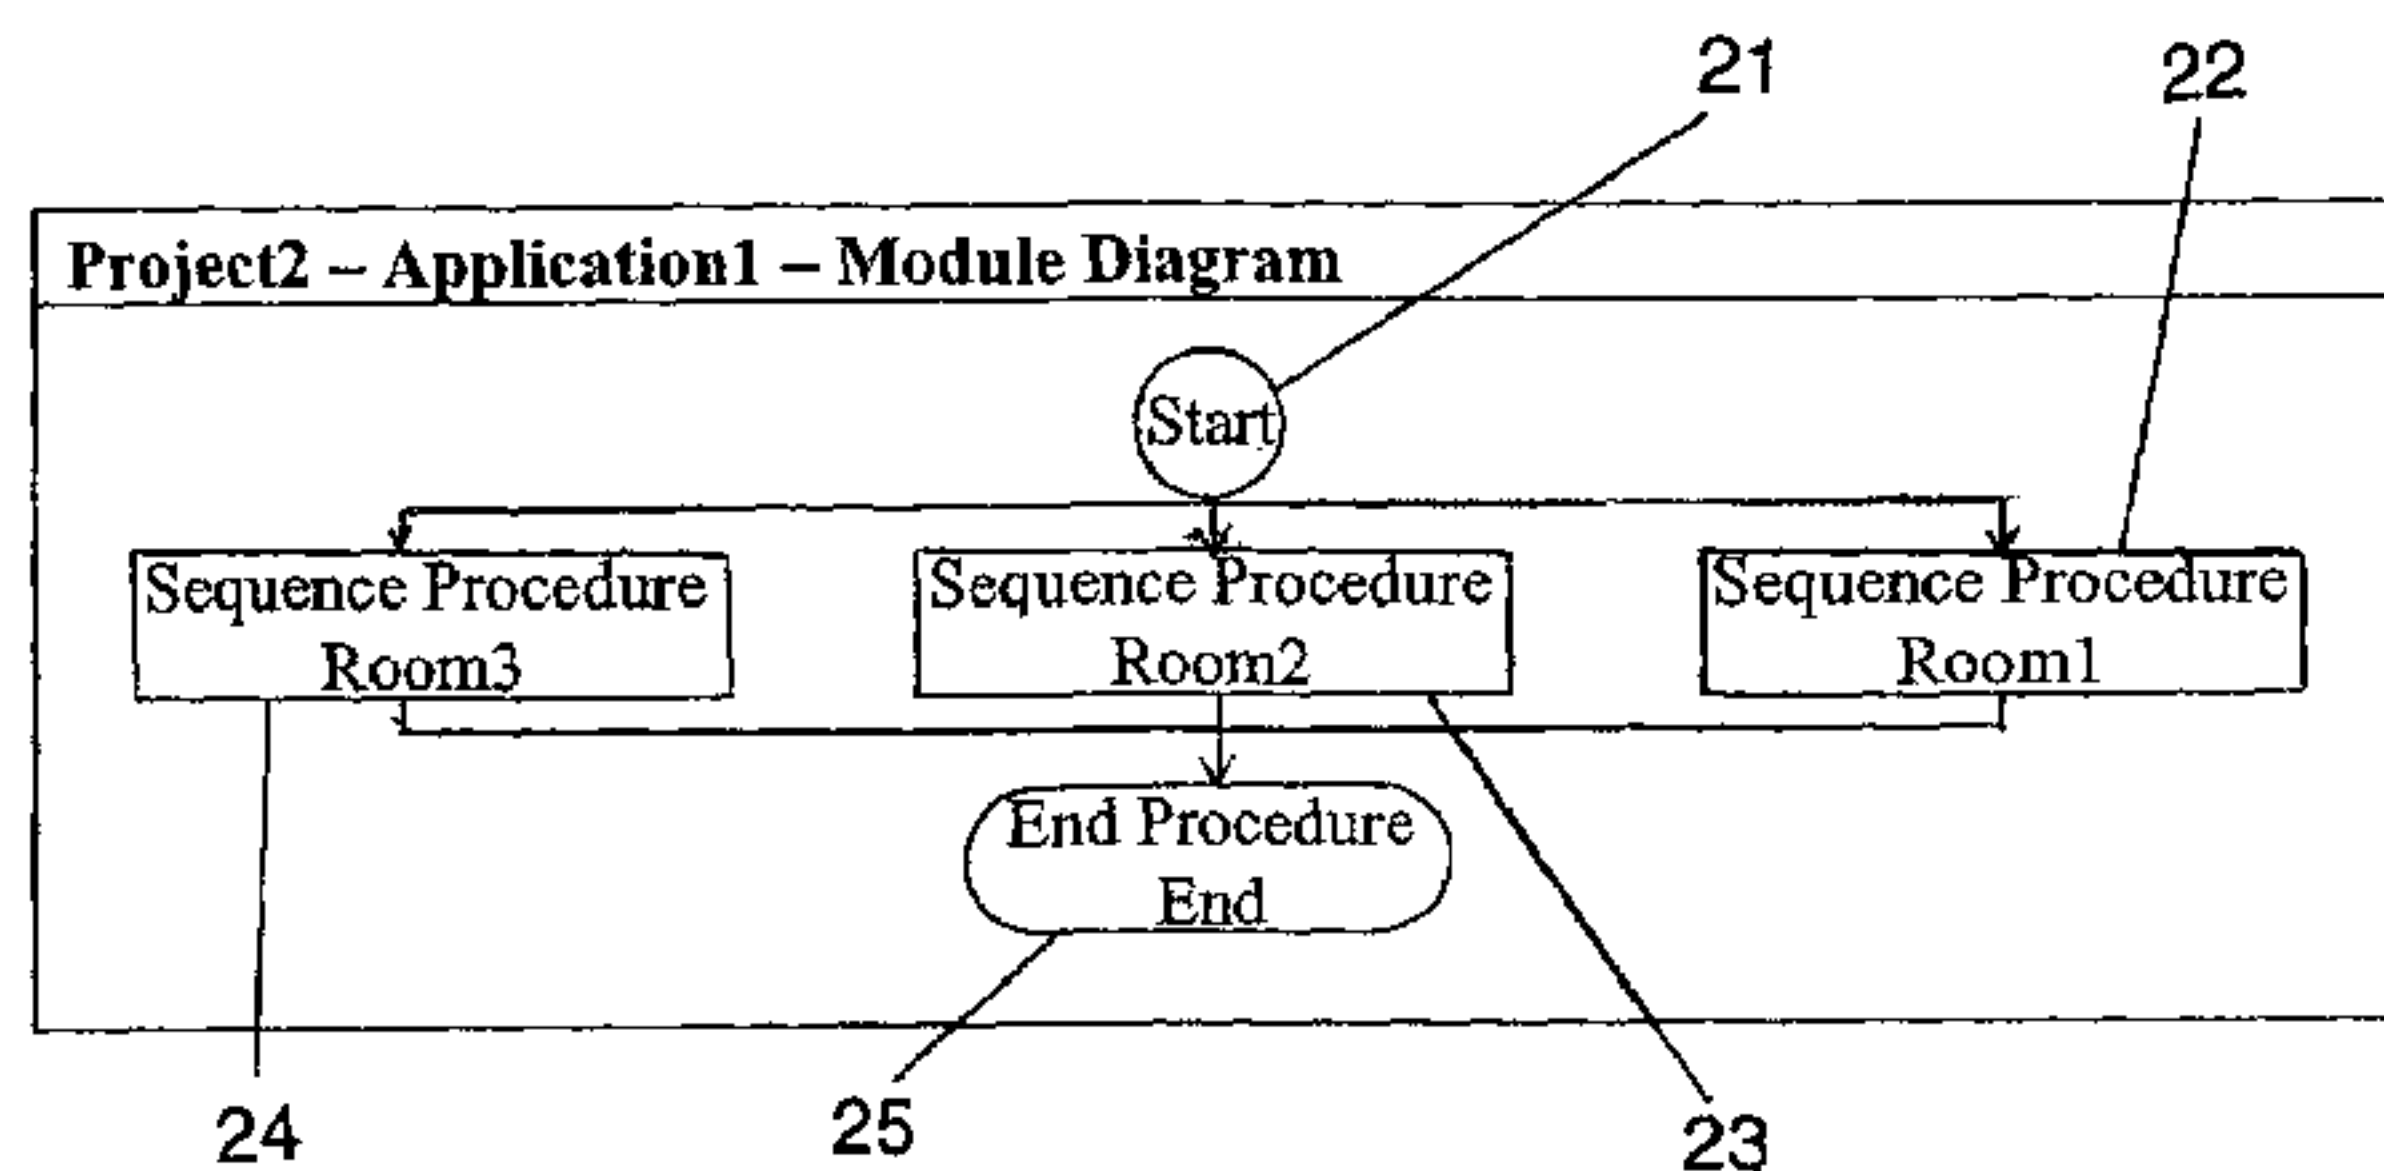 21
22
Project2 – Application1 – Module Diagram
Start
Sequence Procedure
Room3
Sequence Procedure
Room2
Sequence Procedure
Room1
End Procedure
End
24
25
23